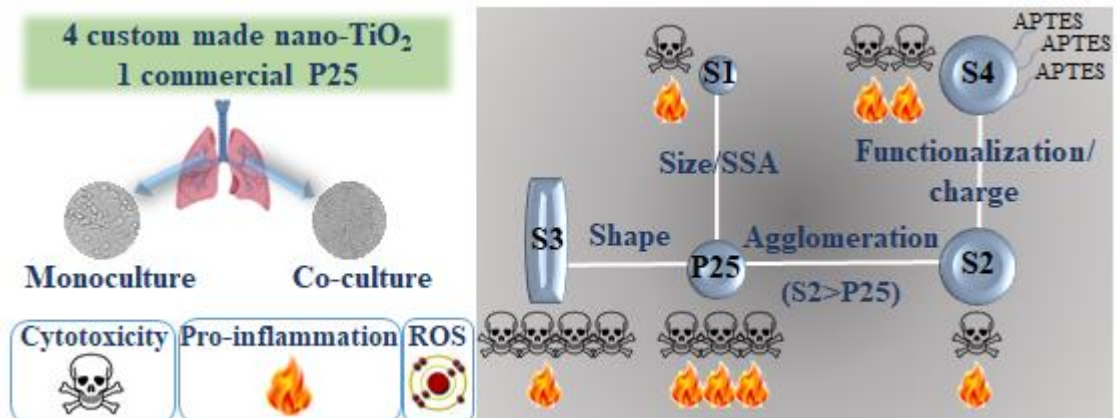 4 custom made nano-TiO₂
1 commercial P25
Monoculture
Co-culture
Cytotoxicity
Pro-inflammation
ROS
S1
Size/SSA
S4
APTES
APTES
APTES
Functionalization/
charge
S3
Shape
P25
Agglomeration
(S2>P25)
S2